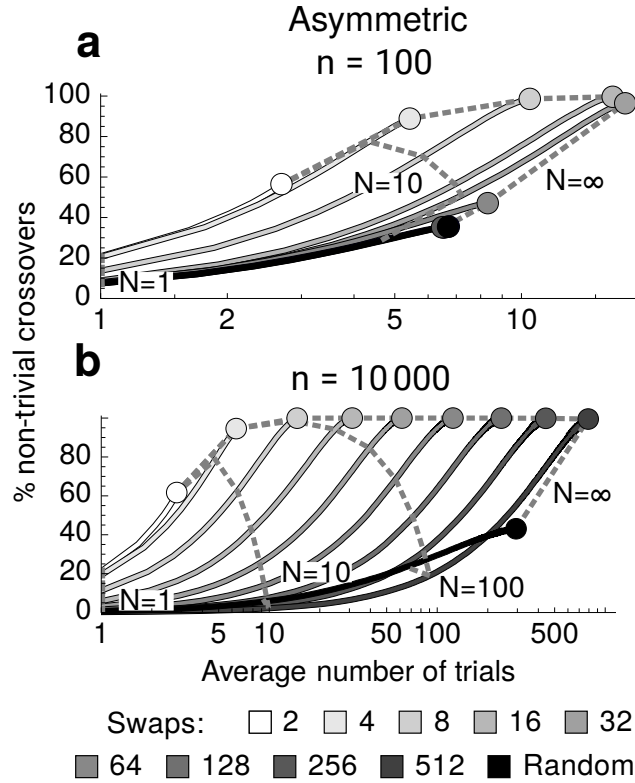 Asymmetric
a
n = 100
100
80
60
40
20
0
N=10
N=∞
N=1
1
2
5
10
% non-trivial crossovers
b
n = 10 000
80
60
40
20
0
N=∞
N=10
N=100
N=1
1
5
10
50
100
500
Average number of trials
Swaps: 2 4 8 16 32
64 128 256 512 Random